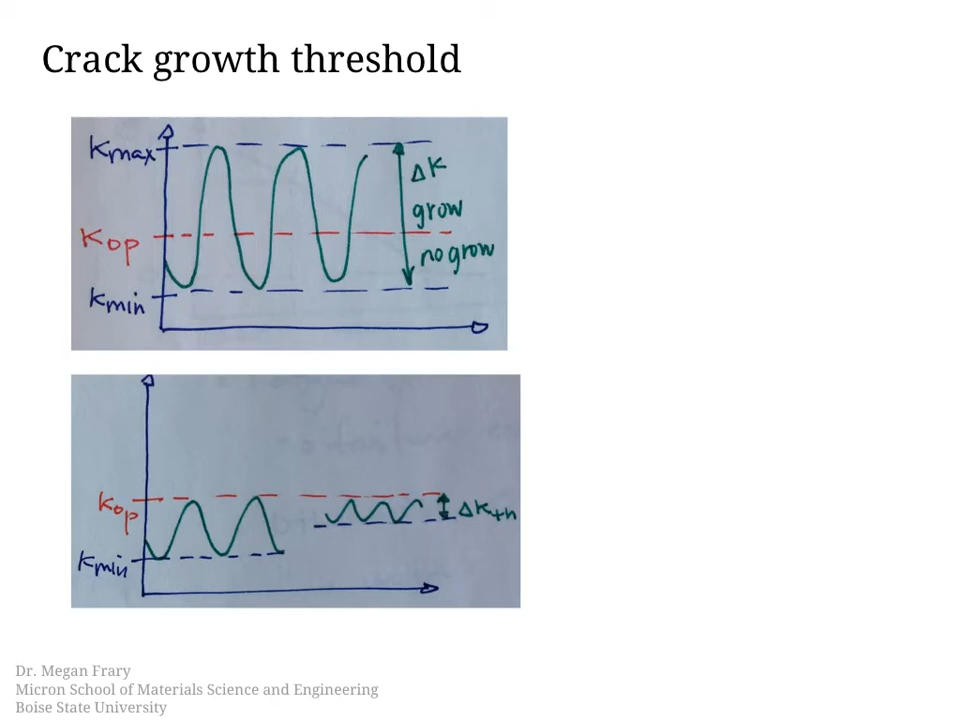 Crack growth threshold
Kmax
ΔK
grow
Kop
no grow
Kmin
Kop
ΔKth
Kmin
Dr. Megan Frary
Micron School of Materials Science and Engineering
Boise State University